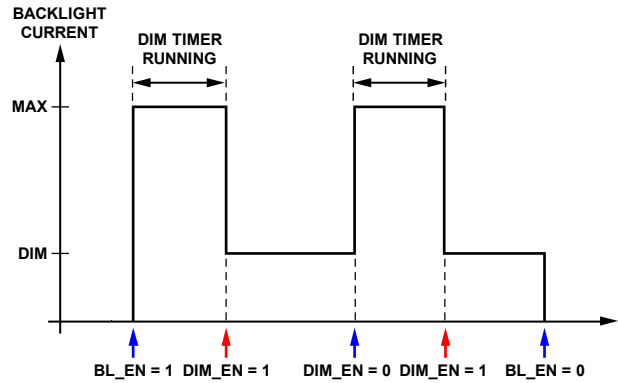 BACKLIGHT
CURRENT
DIM TIMER
RUNNING
DIM TIMER
RUNNING
MAX
DIM
BL_EN = 1 DIM_EN = 1 DIM_EN = 0 DIM_EN = 1 BL_EN = 0